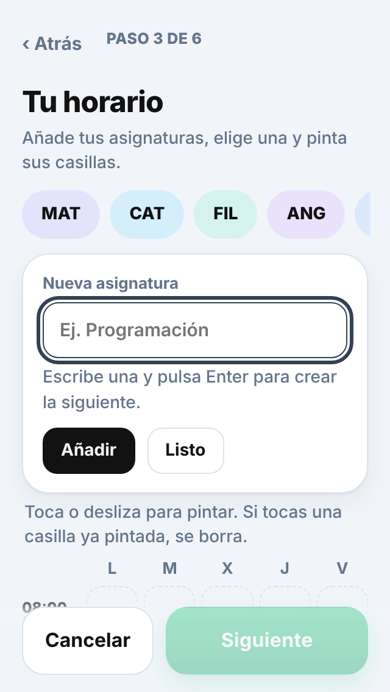 ‹ Atrás
PASO 3 DE 6
Tu horario
Añade tus asignaturas, elige una y pinta
sus casillas.
MAT
CAT
FIL
ANG
Nueva asignatura
Ej. Programación
Escribe una y pulsa Enter para crear
la siguiente.
Añadir
Listo
Toca o desliza para pintar. Si tocas una
casilla ya pintada, se borra.
L M X J V
08:00
Cancelar
Siguiente